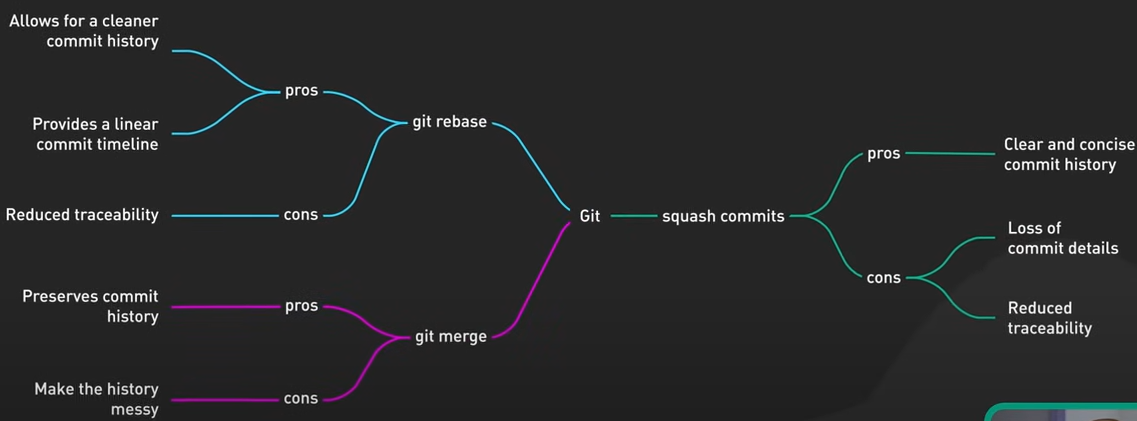 Allows for a cleaner
commit history
pros
Provides a linear
commit timeline
git rebase
Reduced traceability
cons
Git
squash commits
pros
Clear and concise
commit history
cons
Loss of
commit details
Reduced
traceability
Preserves commit
history
pros
git merge
Make the history
messy
cons